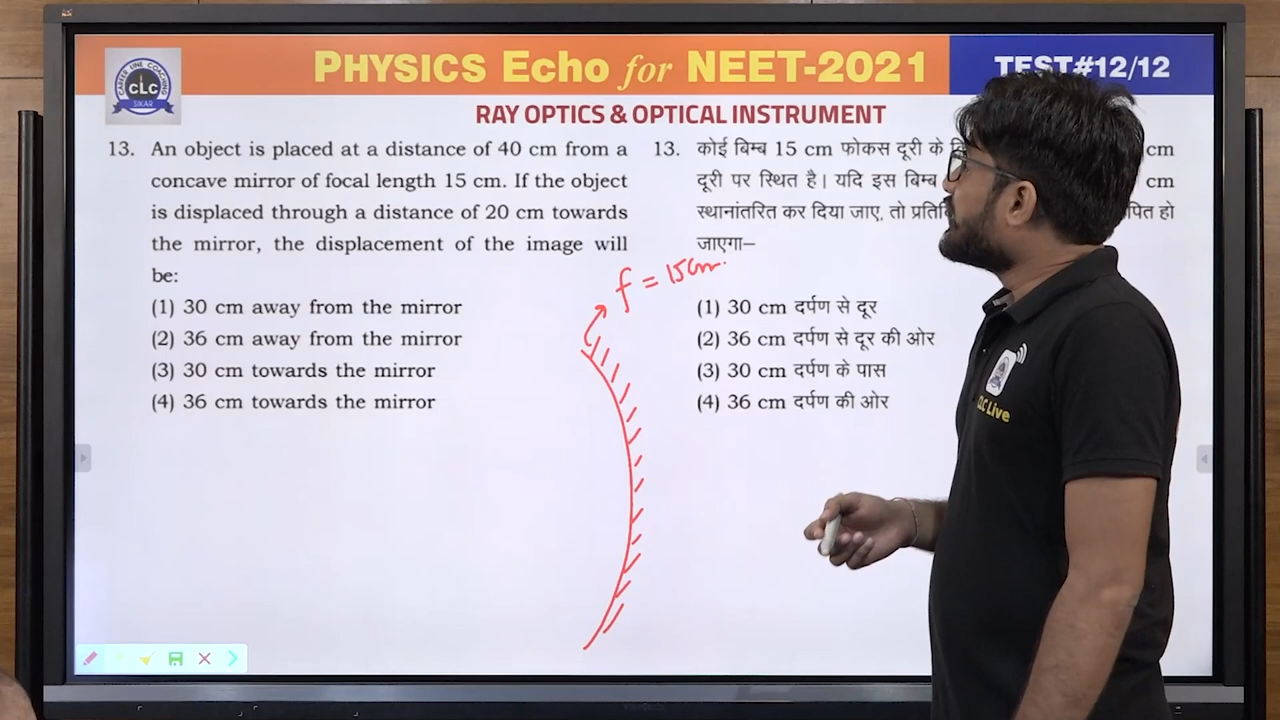 CAREER LINE COACHING
CLC
SIKAR
PHYSICS Echo for NEET-2021
TEST#12/12
RAY OPTICS & OPTICAL INSTRUMENT
13. An object is placed at a distance of 40 cm from a
concave mirror of focal length 15 cm. If the object
is displaced through a distance of 20 cm towards
the mirror, the displacement of the image will
be:
(1) 30 cm away from the mirror
(2) 36 cm away from the mirror
(3) 30 cm towards the mirror
(4) 36 cm towards the mirror
f = 15cm.
13. कोई बिम्ब 15 cm फोकस दूरी के cm
दूरी पर स्थित है। यदि इस बिम्ब cm
स्थानांतरित कर दिया जाए, तो हो
जाएगा–
(1) 30 cm दर्पण से दूर
(2) 36 cm दर्पण से दूर की ओर
(3) 30 cm दर्पण के पास
(4) 36 cm दर्पण की ओर
CLC Live